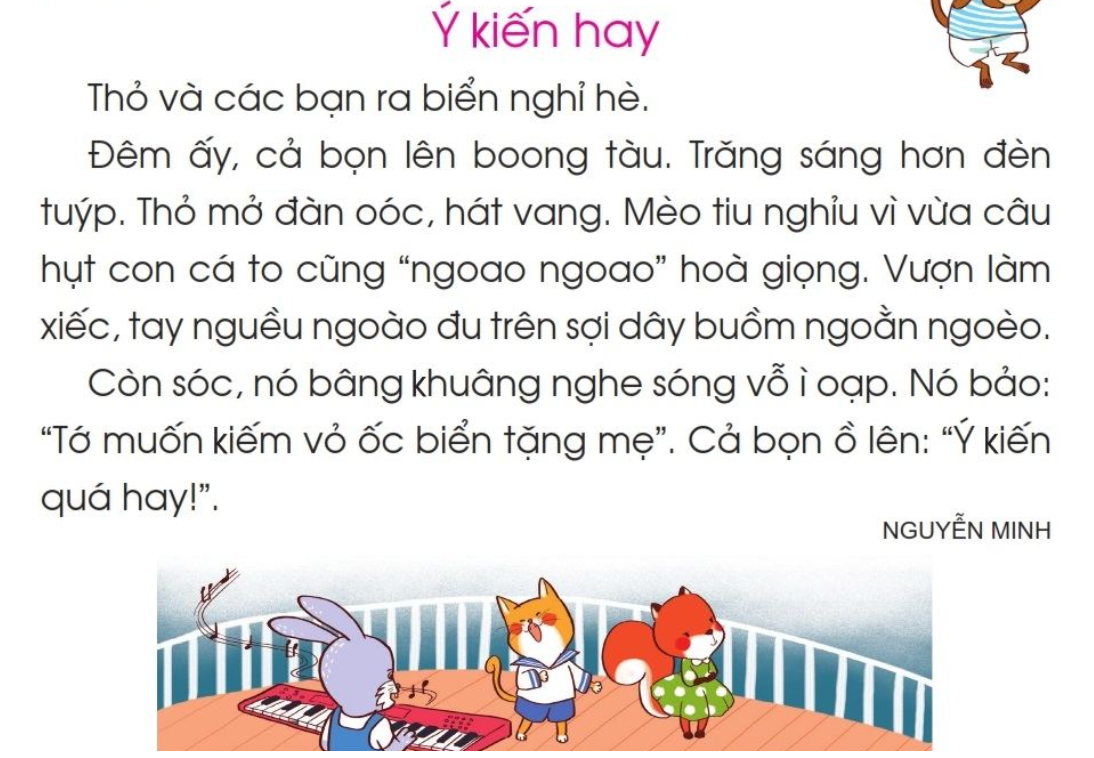 Ý kiến hay
Thỏ và các bạn ra biển nghỉ hè.
Đêm ấy, cả bọn lên boong tàu. Trăng sáng hơn đèn
tuýp. Thỏ mở đàn oóc, hát vang. Mèo tiu nghỉu vì vừa câu
hụt con cá to cũng “ngoao ngoao” hoà giọng. Vượn làm
xiếc, tay nguều ngoào đu trên sợi dây buồm ngoằn ngoèo.
Còn sóc, nó bâng khuâng nghe sóng vỗ ì oạp. Nó bảo:
“Tớ muốn kiếm vỏ ốc biển tặng mẹ”. Cả bọn ồ lên: “Ý kiến
quá hay!”.
NGUYỄN MINH